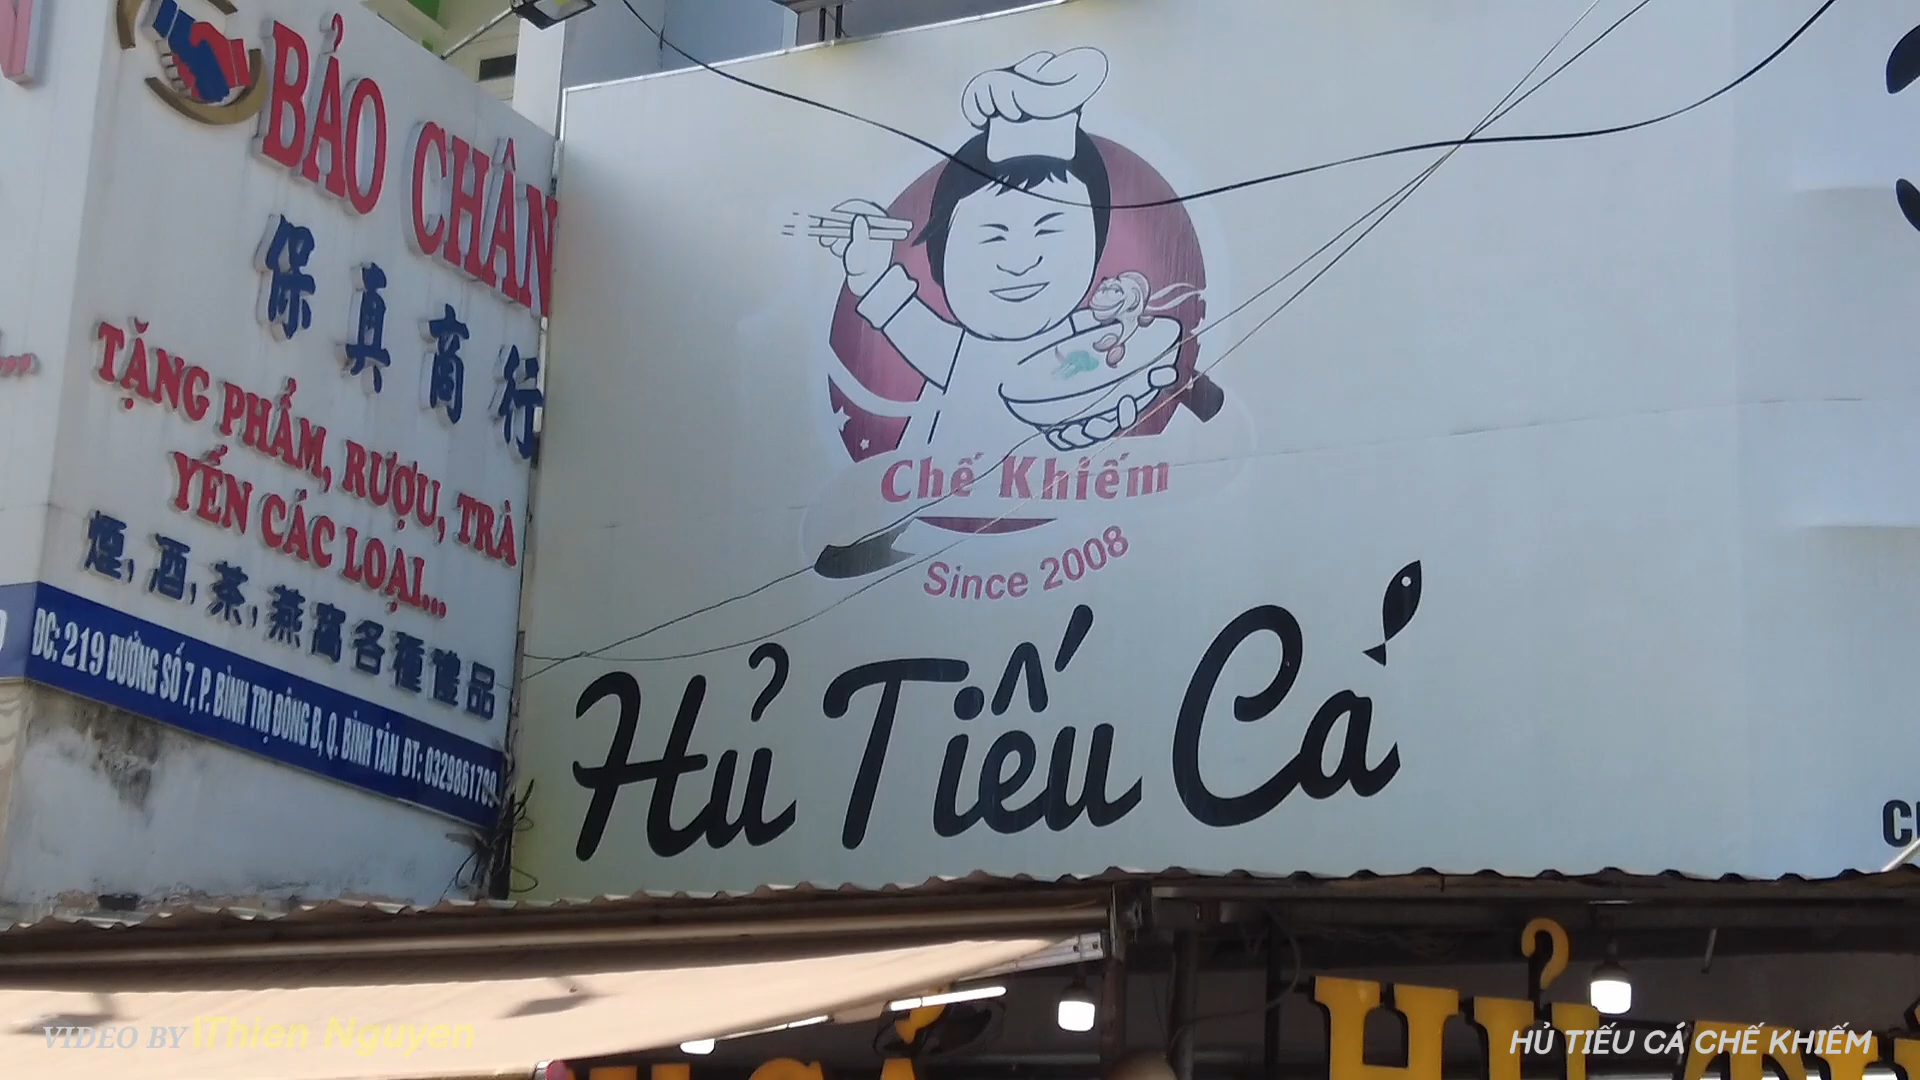 BẢO CHÂN
保真商行
TẶNG PHẨM, RƯỢU, TRÀ
YẾN CÁC LOẠI...
煙, 酒, 茶, 燕窩各種禮品
ĐC: 219 ĐƯỜNG SỐ 7, P. BÌNH TRỊ ĐÔNG B, Q. BÌNH TÂN ĐT: 0329861799
Chế Khiếm
Since 2008
Hủ Tiếu Cá
HỦ
VIDEO BY Thien Nguyen
HỦ TIẾU CÁ CHẾ KHIẾM